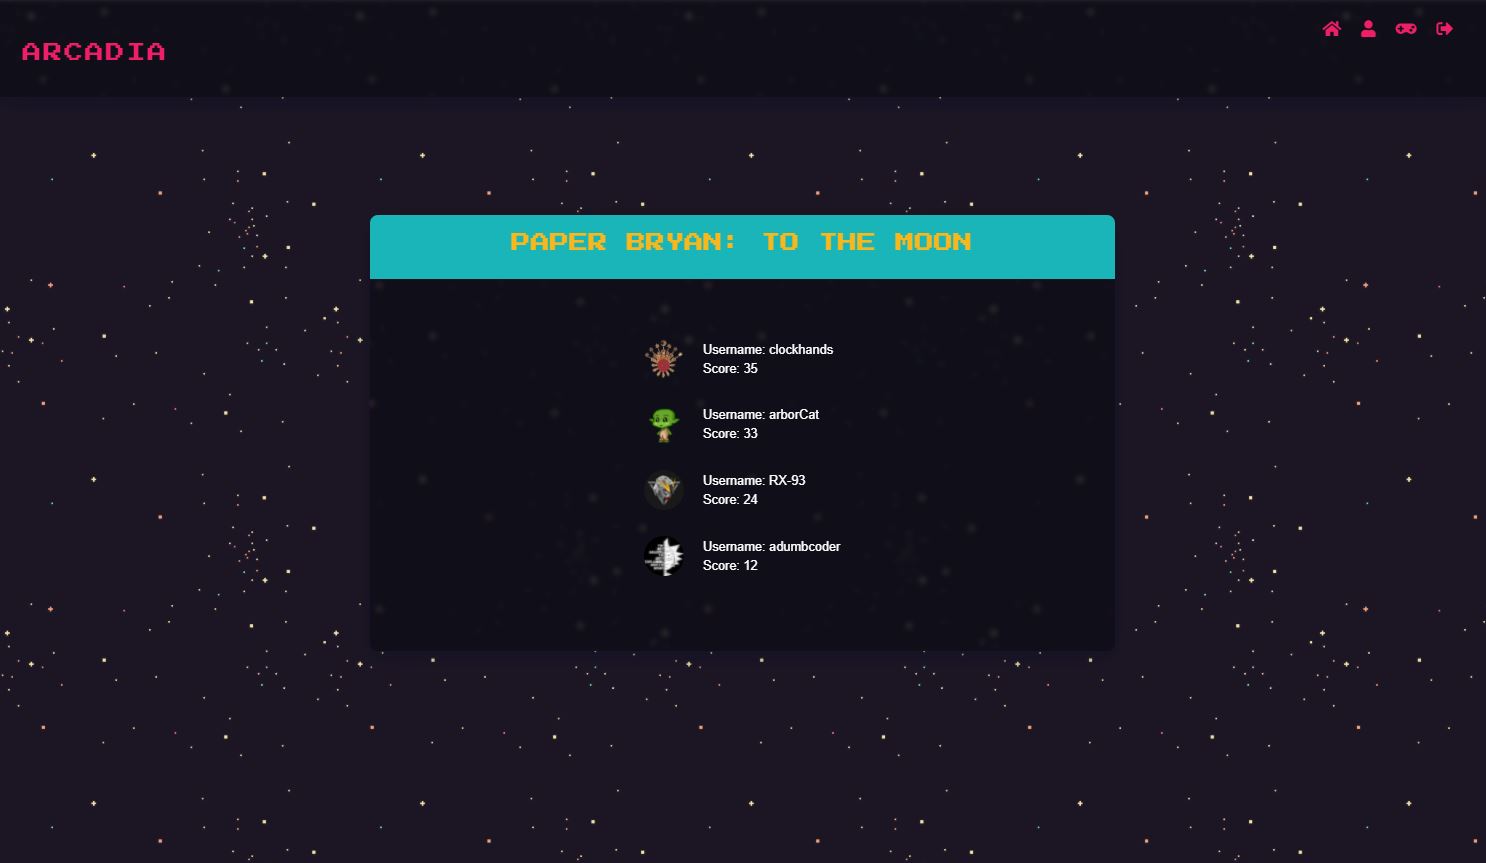 ARCADIA
PAPER BRYAN: TO THE MOON
Username: clockhands
Score: 35
Username: arborCat
Score: 33
Username: RX-93
Score: 24
Username: adumbcoder
Score: 12